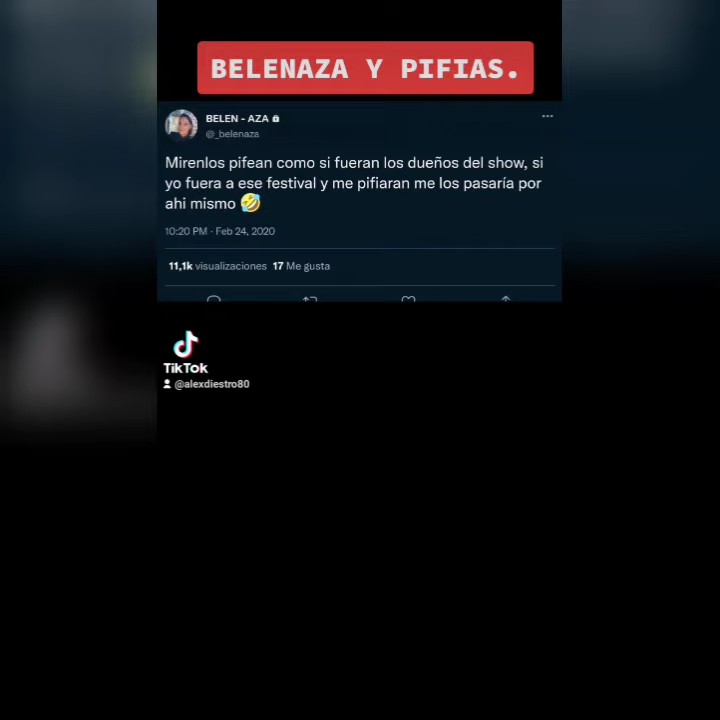 BELENAZA Y PIFIAS.
BELEN - AZA
@_belenaza
Mirenlos pifean como si fueran los dueños del show, si
yo fuera a ese festival y me pifiaran me los pasaría por
ahi mismo 🤣
10:20 PM · Feb 24, 2020
11,1k visualizaciones 17 Me gusta
TikTok
@alexdiestro80